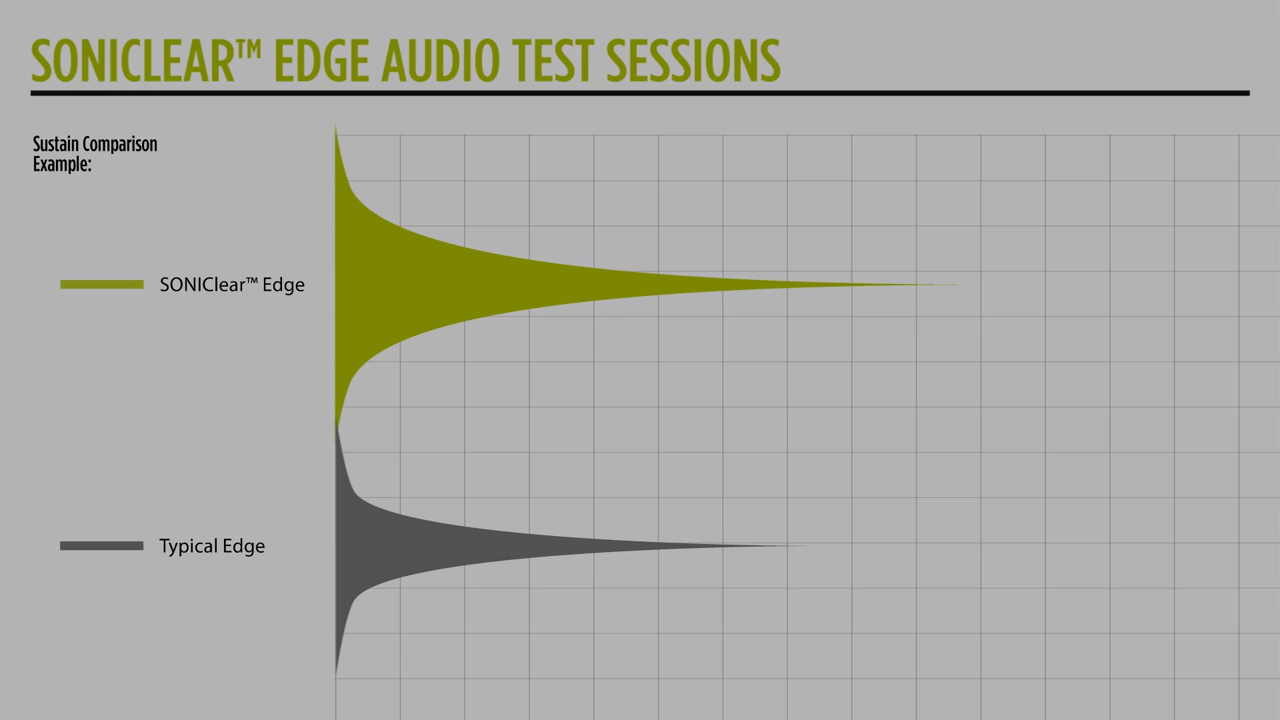 SONICLEAR™ EDGE AUDIO TEST SESSIONS
Sustain Comparison
Example:
SONIClear™ Edge
Typical Edge